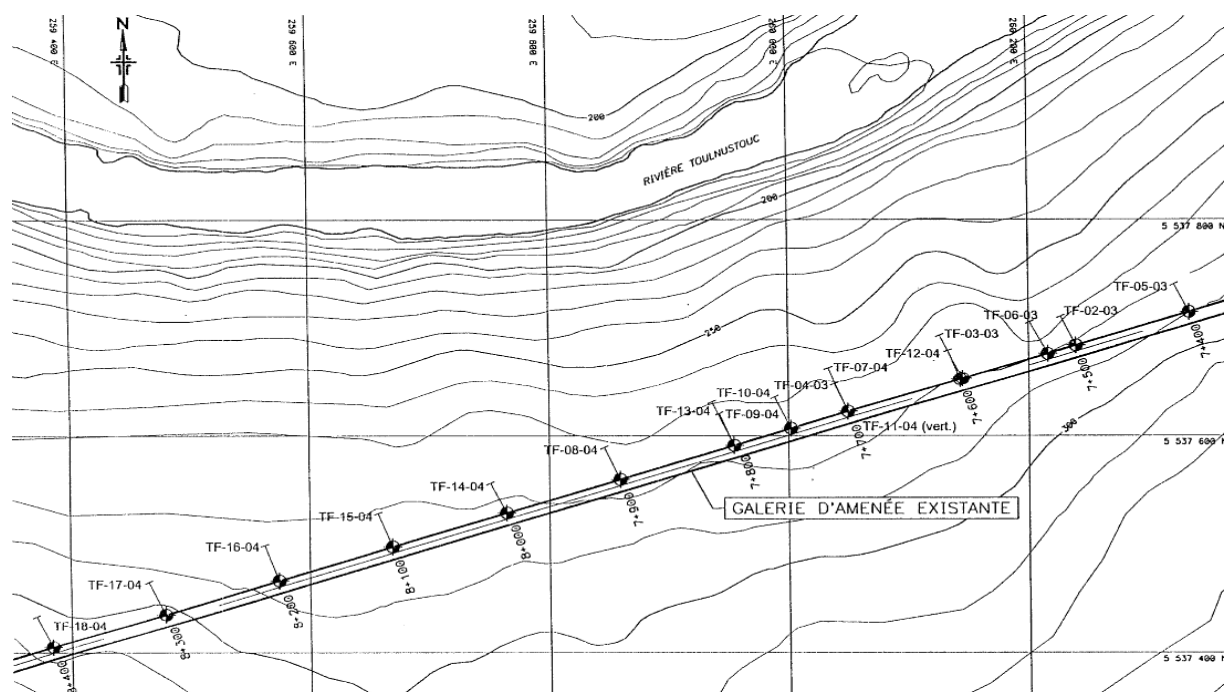 259 400 E
259 600 E
259 800 E
260 000 E
260 200 E
N
200
RIVIÈRE TOULNUSTOUC
200
5 537 800 N
TF-05-03
TF-02-03
TF-06-03
TF-03-03
250
TF-12-04
7+400
TF-07-04
7+500
TF-04-03
TF-10-04
7+600
TF-13-04
TF-09-04
TF-11-04 (vert.)
300
7+700
5 537 600 N
TF-08-04
7+800
TF-14-04
7+900
GALERIE D'AMENÉE EXISTANTE
TF-15-04
8+000
TF-16-04
8+100
TF-17-04
8+200
TF-18-04
8+300
5 537 400 N
8+400